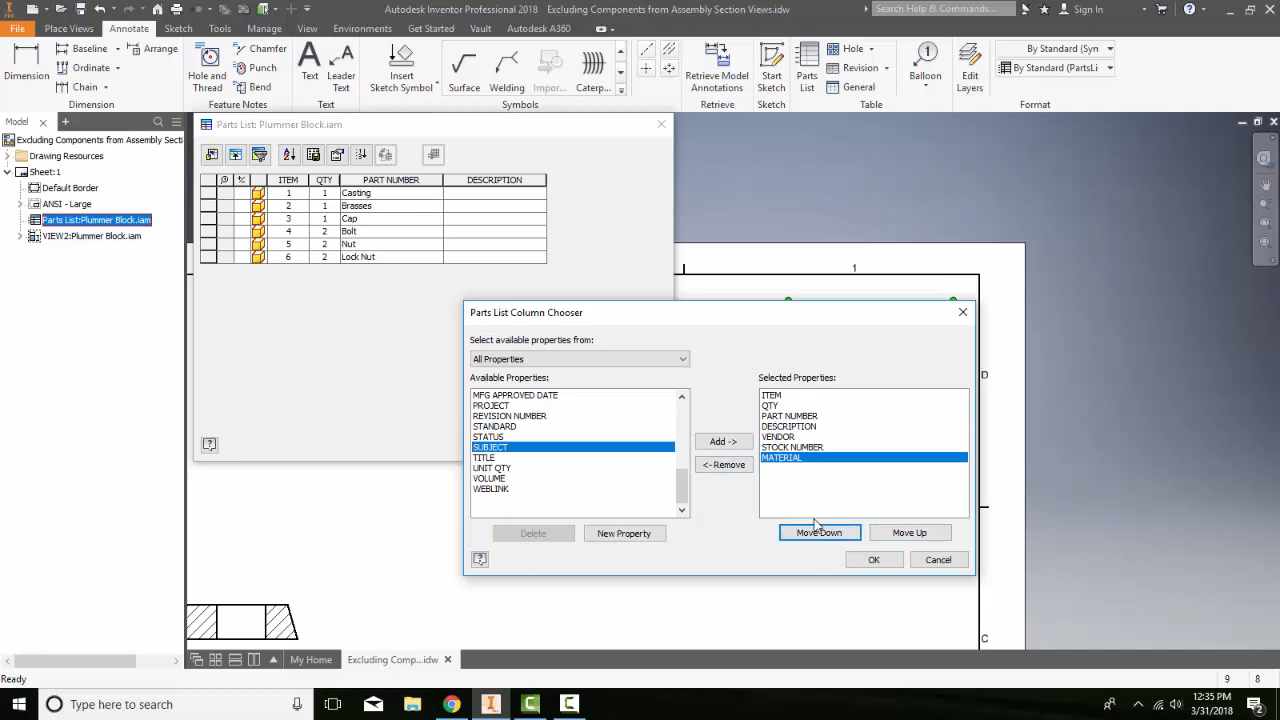 Autodesk Inventor Professional 2018 Excluding Components from Assembly Section Views.idw
Search Help & Commands...
Sign In
File Place Views Annotate Sketch Tools Manage View Environments Get Started Vault Autodesk A360
Dimension
Baseline
Ordinate
Chain
Arrange
Dimension
Hole and
Thread
Chamfer
Punch
Bend
Feature Notes
Text
Leader
Text
Text
Insert
Sketch Symbol
Surface
Welding
Impor...
Caterp...
Symbols
Retrieve Model
Annotations
Retrieve
Start
Sketch
Sketch
Parts
List
Hole
Revision
General
Table
Balloon
Edit
Layers
By Standard (Syn
By Standard (PartsLi
Format
Model
Excluding Components from Assembly Secti
Drawing Resources
Sheet:1
Default Border
ANSI - Large
Parts List:Plummer Block.iam
VIEW2:Plummer Block.iam
Parts List: Plummer Block.iam
ITEM QTY PART NUMBER DESCRIPTION
1 1 Casting
2 1 Brasses
3 1 Cap
4 2 Bolt
5 2 Nut
6 2 Lock Nut
1
D
C
Parts List Column Chooser
Select available properties from:
All Properties
Available Properties:
MFG APPROVED DATE
PROJECT
REVISION NUMBER
STANDARD
STATUS
SUBJECT
TITLE
UNIT QTY
VOLUME
WEBLINK
Add ->
<- Remove
Selected Properties:
ITEM
QTY
PART NUMBER
DESCRIPTION
VENDOR
STOCK NUMBER
MATERIAL
Delete New Property
Move Down Move Up
OK Cancel
My Home Excluding Comp...idw
Ready
9 8
Type here to search
12:35 PM
3/31/2018
2